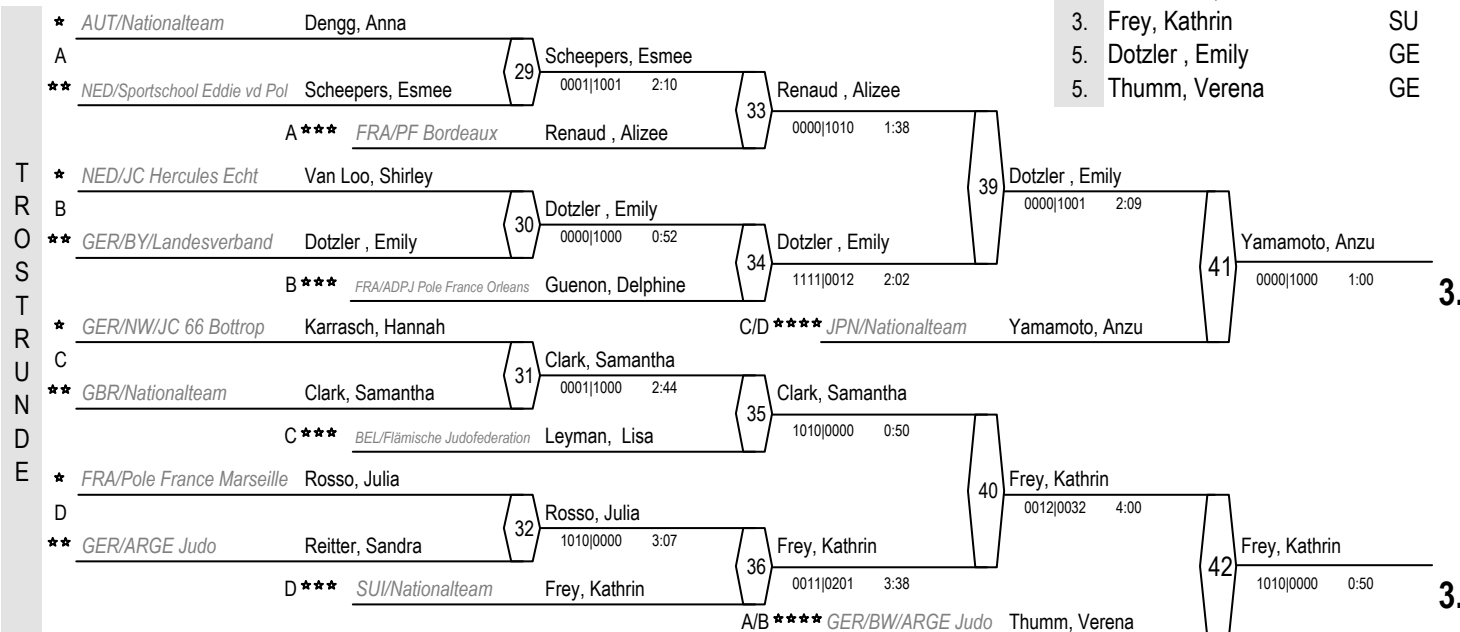 ★ AUT/Nationalteam Dengg, Anna
3. Frey, Kathrin SU
A
Scheepers, Esmee
5. Dotzler , Emily GE
29
★★ NED/Sportschool Eddie vd Pol Scheepers, Esmee
0001|1001 2:10
Renaud , Alizee
5. Thumm, Verena GE
33
A ★★★ FRA/PF Bordeaux Renaud , Alizee
0000|1010 1:38
TROSTRUNDE
★ NED/JC Hercules Echt Van Loo, Shirley
39
Dotzler , Emily
B
Dotzler , Emily
0000|1001 2:09
30
★★ GER/BY/Landesverband Dotzler , Emily
0000|1000 0:52
Dotzler , Emily
Yamamoto, Anzu
34
41
B ★★★ FRA/ADPJ Pole France Orleans Guenon, Delphine
1111|0012 2:02
0000|1000 1:00
3.
★ GER/NW/JC 66 Bottrop Karrasch, Hannah
C/D ★★★★ JPN/Nationalteam Yamamoto, Anzu
C
Clark, Samantha
31
★★ GBR/Nationalteam Clark, Samantha
0001|1000 2:44
Clark, Samantha
35
C ★★★ BEL/Flämische Judofederation Leyman, Lisa
1010|0000 0:50
★ FRA/Pole France Marseille Rosso, Julia
40
Frey, Kathrin
D
Rosso, Julia
0012|0032 4:00
32
★★ GER/ARGE Judo Reitter, Sandra
1010|0000 3:07
Frey, Kathrin
Frey, Kathrin
36
42
D ★★★ SUI/Nationalteam Frey, Kathrin
0011|0201 3:38
1010|0000 0:50
3.
A/B ★★★★ GER/BW/ARGE Judo Thumm, Verena